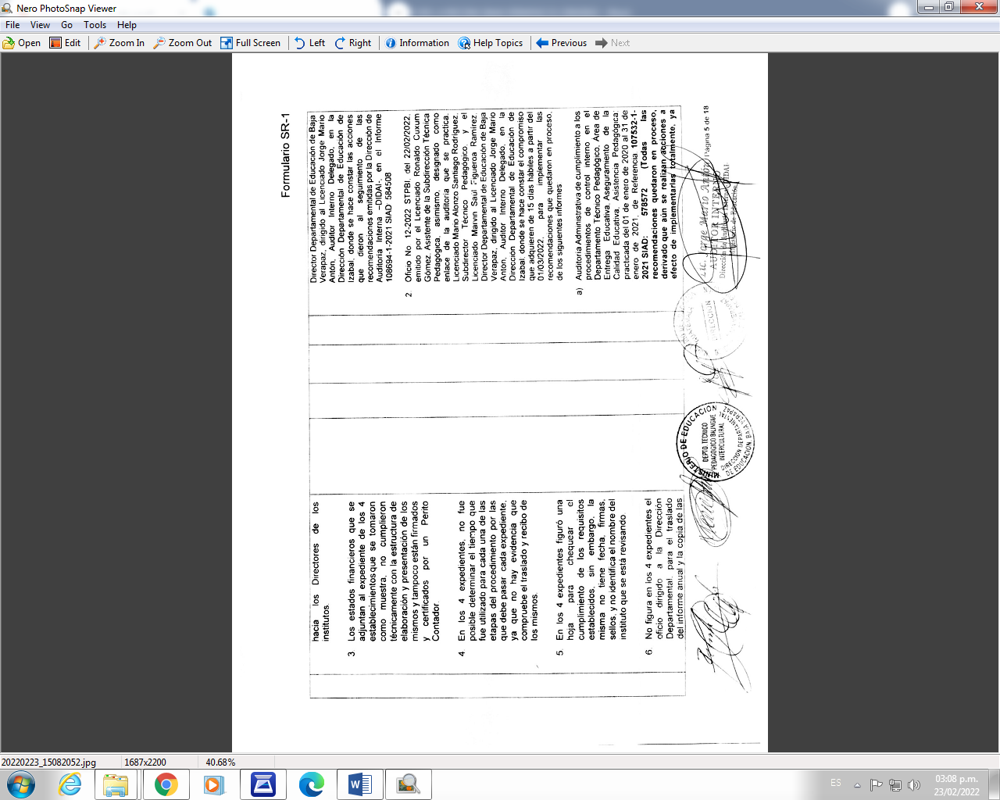 Nero PhotoSnap Viewer
File View Go Tools Help
Open Edit Zoom In Zoom Out Full Screen Left Right Information Help Topics Previous Next
Formulario SR-1
hacia los Directores de los
institutos.
3 Los estados financieros que se
adjuntan al expediente de los 4
establecimientos que se tomaron
como muestra, no cumplieron
técnicamente con la estructura de
elaboración y presentación de los
mismos y tampoco están firmados
y certificados por un Perito
Contador.
4 En los 4 expedientes, no fue
posible determinar el tiempo que
fue utilizado para cada una de las
etapas del procedimiento por las
que debe pasar cada expediente,
ya que no hay evidencia que
compruebe el traslado y recibo de
los mismos.
5 En los 4 expedientes figuró una
hoja para chequear el
cumplimiento de los requisitos
establecidos, sin embargo, la
misma no tiene fecha, firmas,
sellos, y no identifica el nombre del
instituto que se está revisando.
6 No figura en los 4 expedientes el
oficio dirigido a la Dirección
Departamental, para el traslado
del informe anual y la copia de las
Director Departamental de Educación de Baja
Verapaz, dirigido al Licenciado Jorge Mario
Antón, Auditor Interno Delegado, en la
Dirección Departamental de Educación de
Izabal, donde se hace constar las acciones
que dieron al seguimiento de las
recomendaciones emitidas por la Dirección de
Auditoría Interna –DIDAI-, en el Informe
108694-1-2021 SIAD 584508
2 Oficio No 12-2022 STPBI, del 22/02/2022,
emitido por el Licenciado Ronaldo Cuxum
Gómez, Asistente de la Subdirección Técnica
Pedagógica, asimismo, designado como
enlace de la auditoria que se practica,
Licenciado Mario Alonzo Santiago Rodríguez,
Subdirector Técnico Pedagógico, y el
Licenciado Marvin Saúl Figueroa Ramírez
Director Departamental de Educación de Baja
Verapaz, dirigido al Licenciado Jorge Mario
Antón, Auditor Interno Delegado, en la
Dirección Departamental de Educación de
Izabal, donde se hace constar el compromiso
que adquieren de 15 días hábiles a partir del
01/03/2022, para implementar las
recomendaciones que quedaron en proceso,
de los siguientes informes
a) Auditoría Administrativa de cumplimiento a los
procedimientos de control interno en el
Departamento Técnico Pedagógico, Área de
Entrega Educativa, Aseguramiento de la
Calidad Educativa, Asistencia Pedagógica;
practicada del 01 de enero de 2020 al 31 de
enero de 2021, de Referencia 107532-1-
2021 SIAD: 578572 (Todas las
recomendaciones quedaron en proceso,
derivado que aún se realizan acciones a
efecto de implementarlas totalmente, ya
Página 5 de 18
Lic. Jorge Mario Antón
AUDITOR INTERNO
Dirección de Auditoría Interna -DIDAI-
Ministerio de Educación
DIRECCION
MINISTERIO DE EDUCACIÓN
DEPTO. TECNICO
PEDAGOGICO BILINGUE
INTERCULTURAL
DIRECCION DEPARTAMENTAL
DE EDUCACION, BAJA VERAPAZ
20220223_15082052.jpg 1687x2200 40.68%
ES 03:08 p.m.
23/02/2022